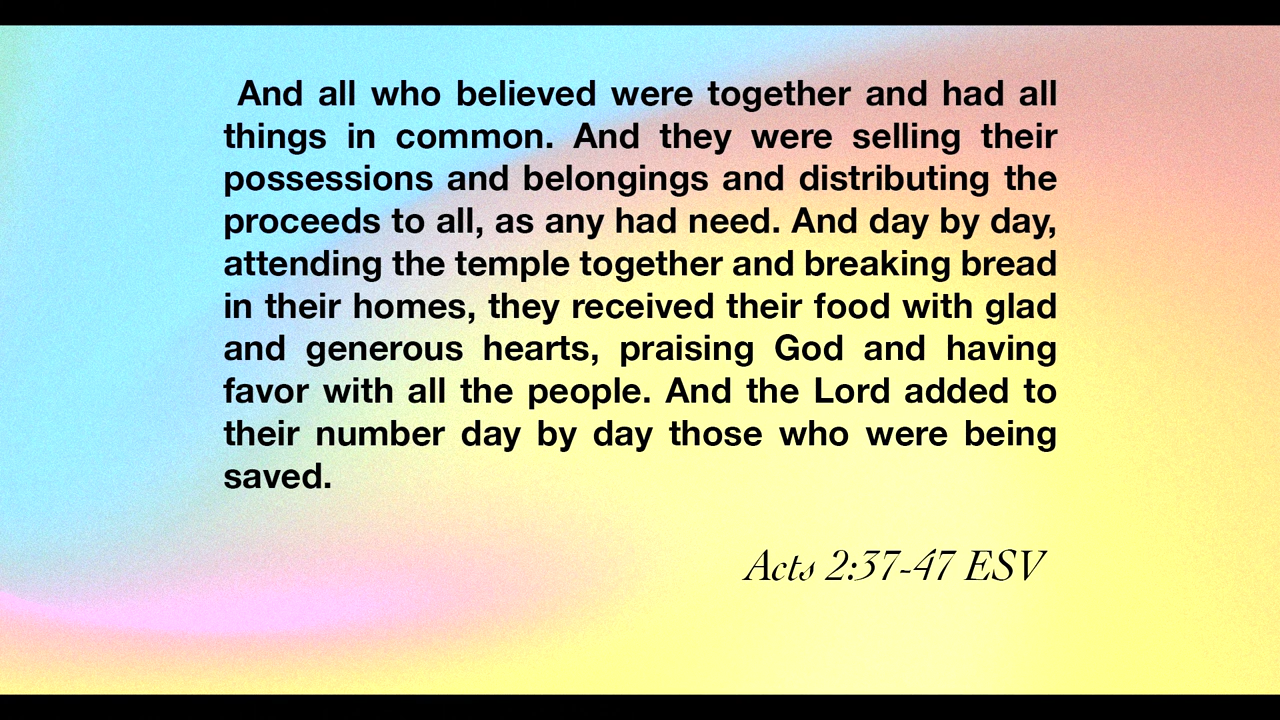 And all who believed were together and had all
things in common. And they were selling their
possessions and belongings and distributing the
proceeds to all, as any had need. And day by day,
attending the temple together and breaking bread
in their homes, they received their food with glad
and generous hearts, praising God and having
favor with all the people. And the Lord added to
their number day by day those who were being
saved.
Acts 2:37-47 ESV